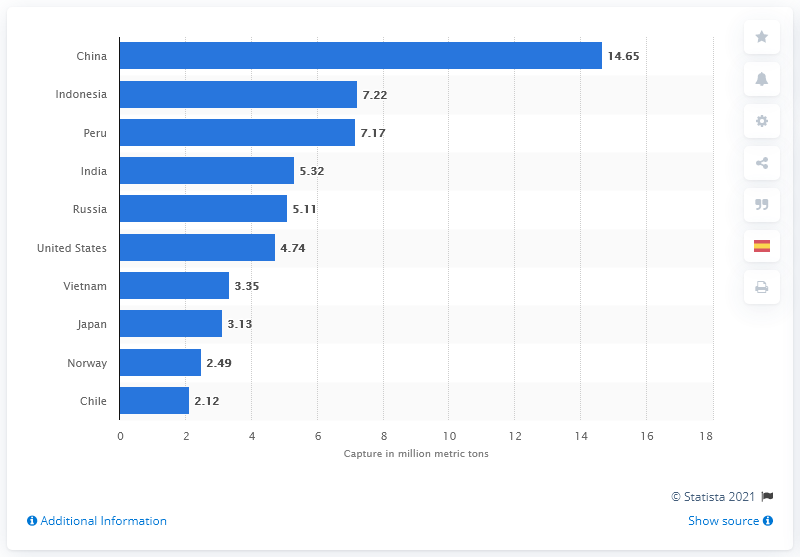 China 14.65
Indonesia 7.22
Peru 7.17
India 5.32
Russia 5.11
United States 4.74
Vietnam 3.35
Japan 3.13
Norway 2.49
Chile 2.12
0 2 4 6 8 10 12 14 16 18
Capture in million metric tons
© Statista 2021
Additional Information
Show source